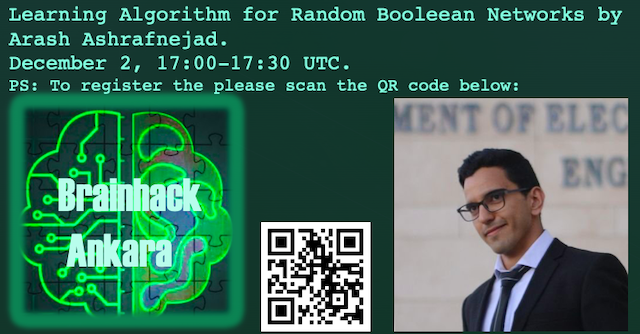 Learning Algorithm for Random Booleean Networks by
Arash Ashrafnejad.
December 2, 17:00-17:30 UTC.
PS: To register the please scan the QR code below:
Brainhack
Ankara
MENT OF ELEC
ENG